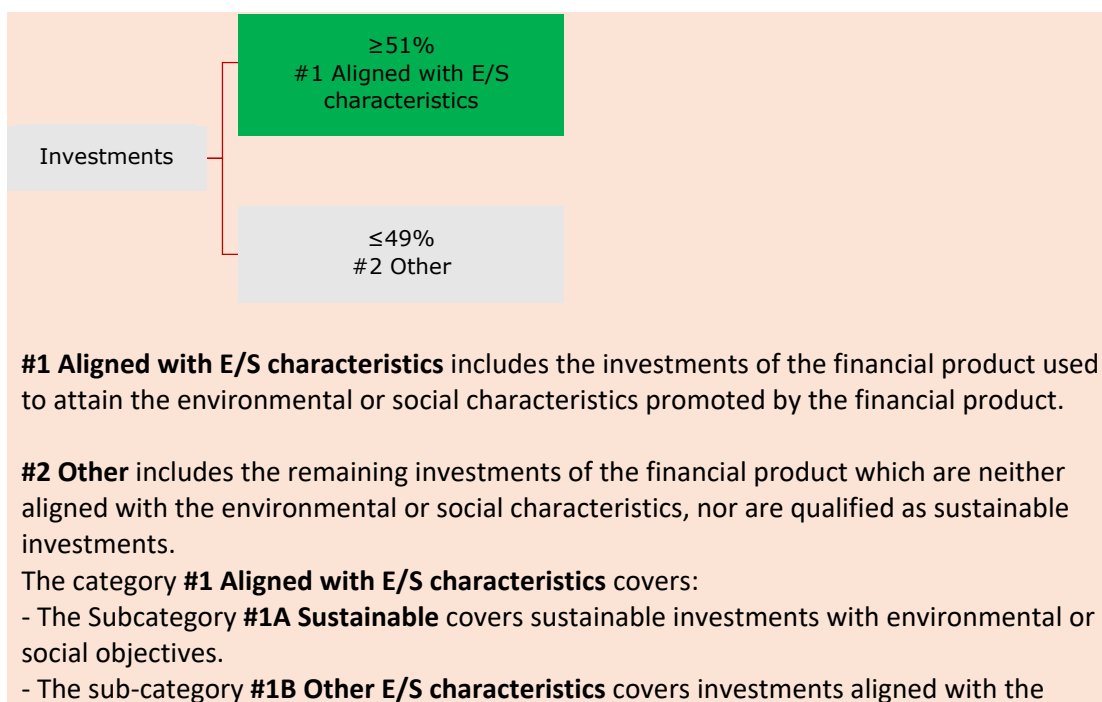 ≥51%
#1 Aligned with E/S
characteristics
Investments
≤49%
#2 Other
#1 Aligned with E/S characteristics includes the investments of the financial product used
to attain the environmental or social characteristics promoted by the financial product.
#2 Other includes the remaining investments of the financial product which are neither
aligned with the environmental or social characteristics, nor are qualified as sustainable
investments.
The category #1 Aligned with E/S characteristics covers:
- The Subcategory #1A Sustainable covers sustainable investments with environmental or
social objectives.
- The sub-category #1B Other E/S characteristics covers investments aligned with the